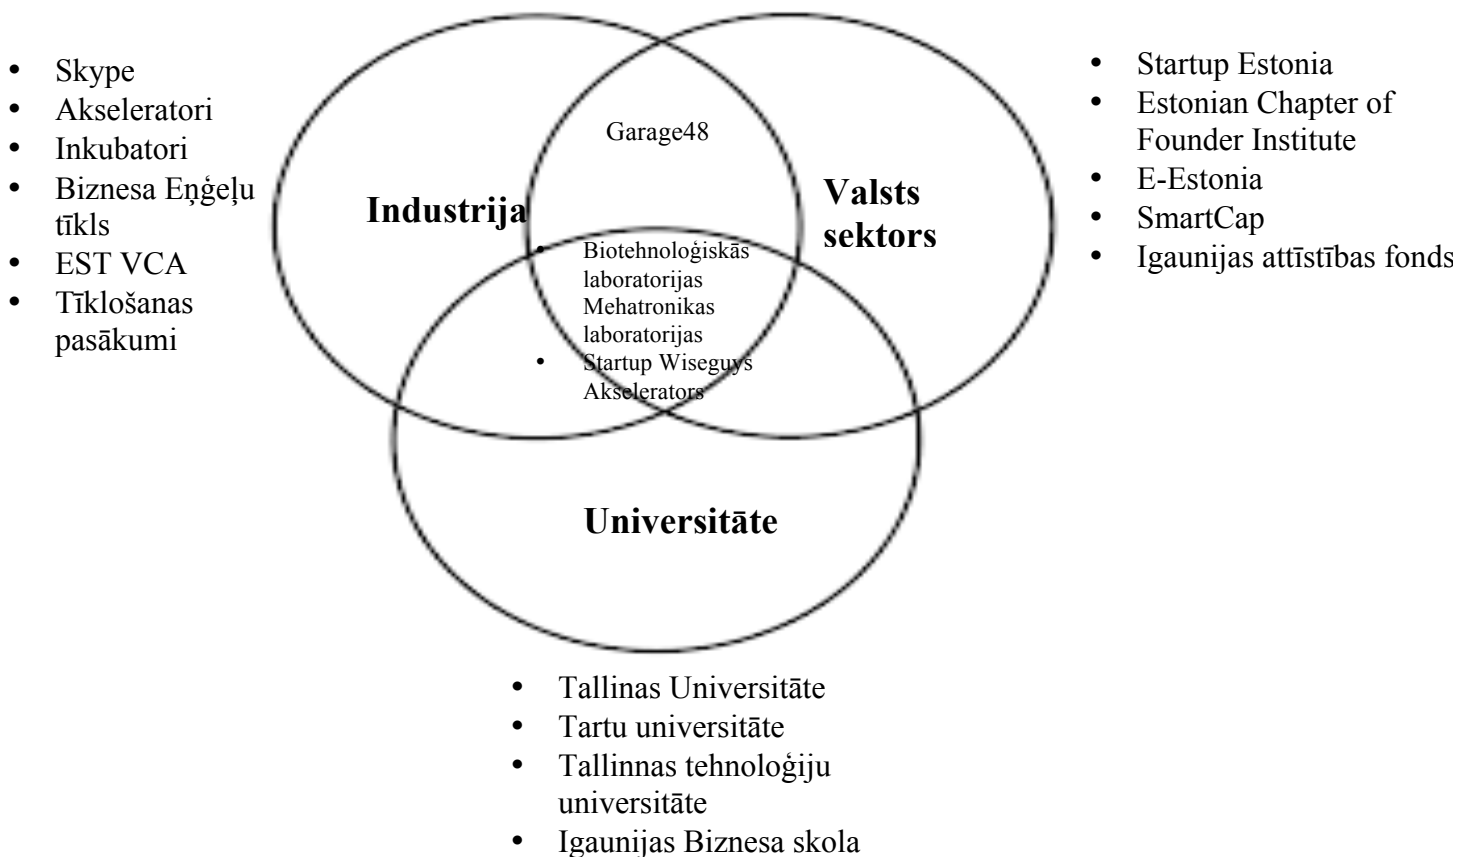 • Skype
• Akseleratori
• Inkubatori
• Biznesa Eņģeļu
tīkls
• EST VCA
• Tīklošanas
pasākumi
Garage48
Industrija
Valsts
sektors
• Biotehnoloģiskās
laboratorijas
Mehatronikas
laboratorijas
• Startup Wiseguys
Akselerators
Universitāte
• Startup Estonia
• Estonian Chapter of
Founder Institute
• E-Estonia
• SmartCap
• Igaunijas attīstības fonds
• Tallinas Universitāte
• Tartu universitāte
• Tallinnas tehnoloģiju
universitāte
• Igaunijas Biznesa skola